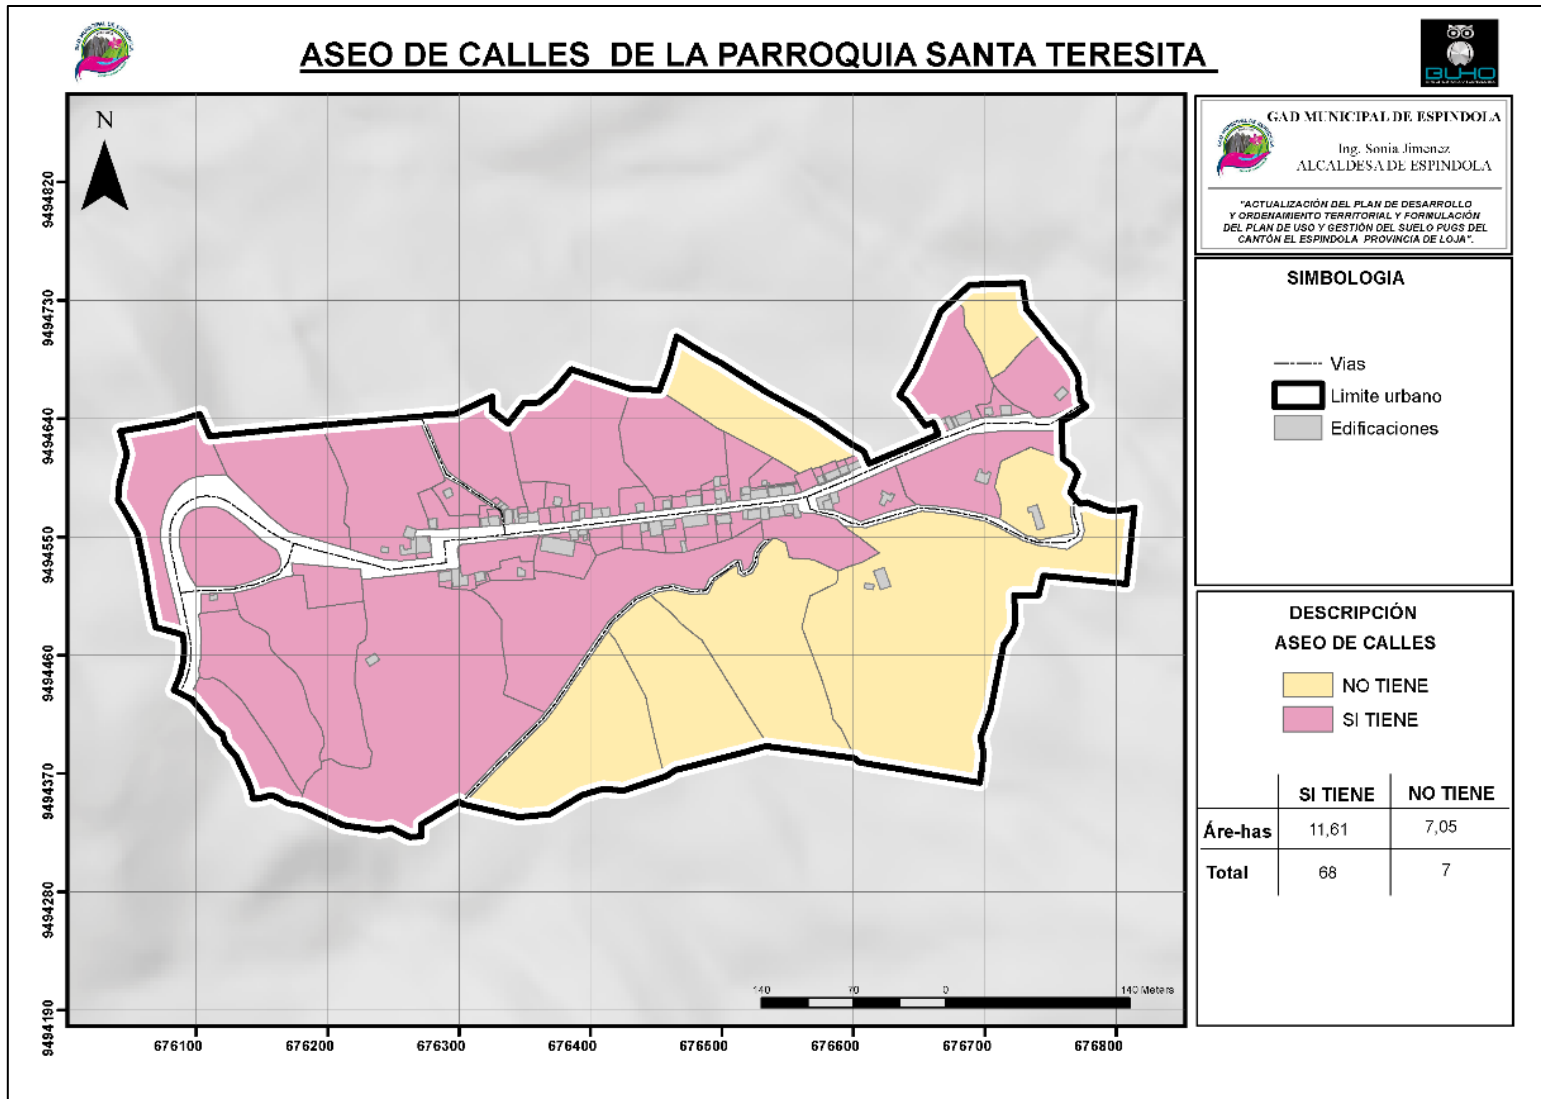 ASEO DE CALLES DE LA PARROQUIA SANTA TERESITA
BUHO
N
GAD MUNICIPAL DE ESPINDOLA
Ing. Sonia Jimenez
ALCALDESA DE ESPINDOLA
"ACTUALIZACIÓN DEL PLAN DE DESARROLLO
Y ORDENAMIENTO TERRITORIAL Y FORMULACIÓN
DEL PLAN DE USO Y GESTIÓN DEL SUELO PUGS DEL
CANTÓN EL ESPINDOLA PROVINCIA DE LOJA".
SIMBOLOGIA
Vias
Limite urbano
Edificaciones
DESCRIPCIÓN
ASEO DE CALLES
NO TIENE
SI TIENE
SI TIENE NO TIENE
Áre-has 11,61 7,05
Total 68 7
9494820
9494730
9494640
9494550
9494460
9494370
9494280
9494190
140 70 0 140 Meters
676100 676200 676300 676400 676500 676600 676700 676800